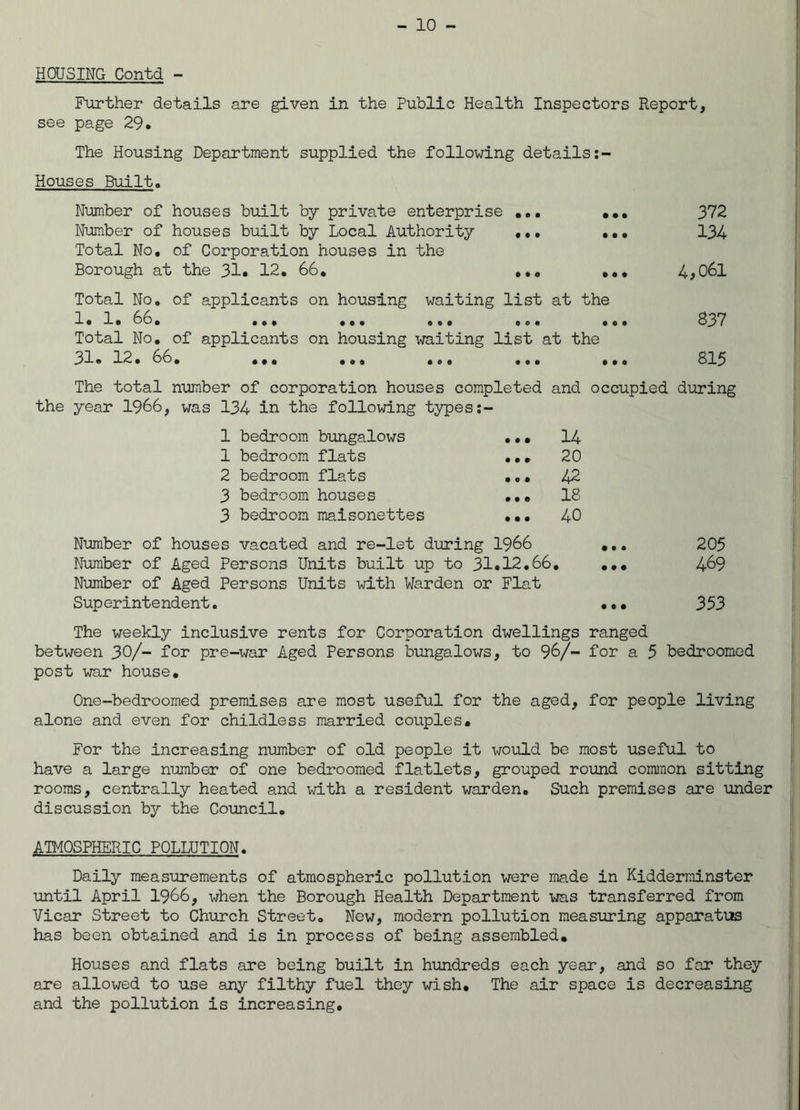 - 10 -
HOUSING Contd -
Further details are given in the Public Health Inspectors Report,
see page 29.
The Housing Department supplied the following details:-
Houses Built.
Number of houses built by private enterprise ... ... 372
Number of houses built by Local Authority ... ... 134
Total No. of Corporation houses in the
Borough at the 31. 12. 66. ... ... 4,061
Total No. of applicants on housing waiting list at the
1. 1. 66. ... ... ... ... ... 837
Total No. of applicants on housing waiting list at the
31. 12. 66. ... ... ... ... ... 815
The total number of corporation houses completed and occupied during
the year 1966, was 134 in the following types:-
1 bedroom bungalows ... 14
1 bedroom flats ... 20
2 bedroom flats ... 42
3 bedroom houses ... 18
3 bedroom maisonettes ... 40
Number of houses vacated and re-let during 1966 ... 205
Number of Aged Persons Units built up to 31.12.66. ... 469
Number of Aged Persons Units with Warden or Flat
Superintendent. ... 353
The weekly inclusive rents for Corporation dwellings ranged
between 30/- for pre-war Aged Persons bungalows, to 96/- for a 5 bedroomed
post war house.
One-bedroomed premises are most useful for the aged, for people living
alone and even for childless married couples.
For the increasing number of old people it would be most useful to
have a large number of one bedroomed flatlets, grouped round common sitting
rooms, centrally heated and with a resident warden. Such premises are under
discussion by the Council.
ATMOSPHERIC POLLUTION.
Daily measurements of atmospheric pollution were made in Kidderminster
until April 1966, when the Borough Health Department was transferred from
Vicar Street to Church Street. New, modern pollution measuring apparatus
has been obtained and is in process of being assembled.
Houses and flats are being built in hundreds each year, and so far they
are allowed to use any filthy fuel they wish. The air space is decreasing
and the pollution is increasing.